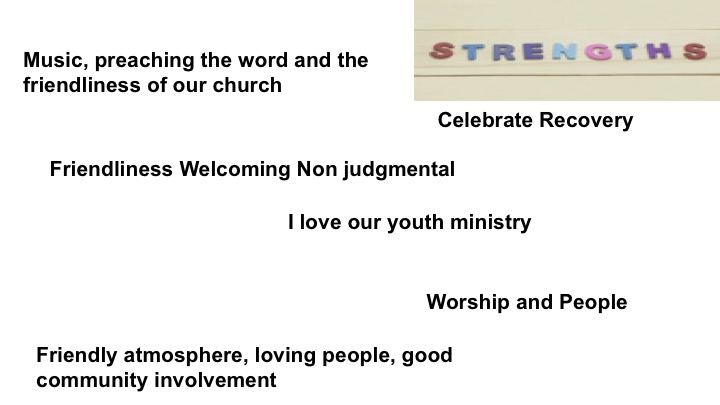 STRENGTHS
Music, preaching the word and the
friendliness of our church
Celebrate Recovery
Friendliness Welcoming Non judgmental
I love our youth ministry
Worship and People
Friendly atmosphere, loving people, good
community involvement